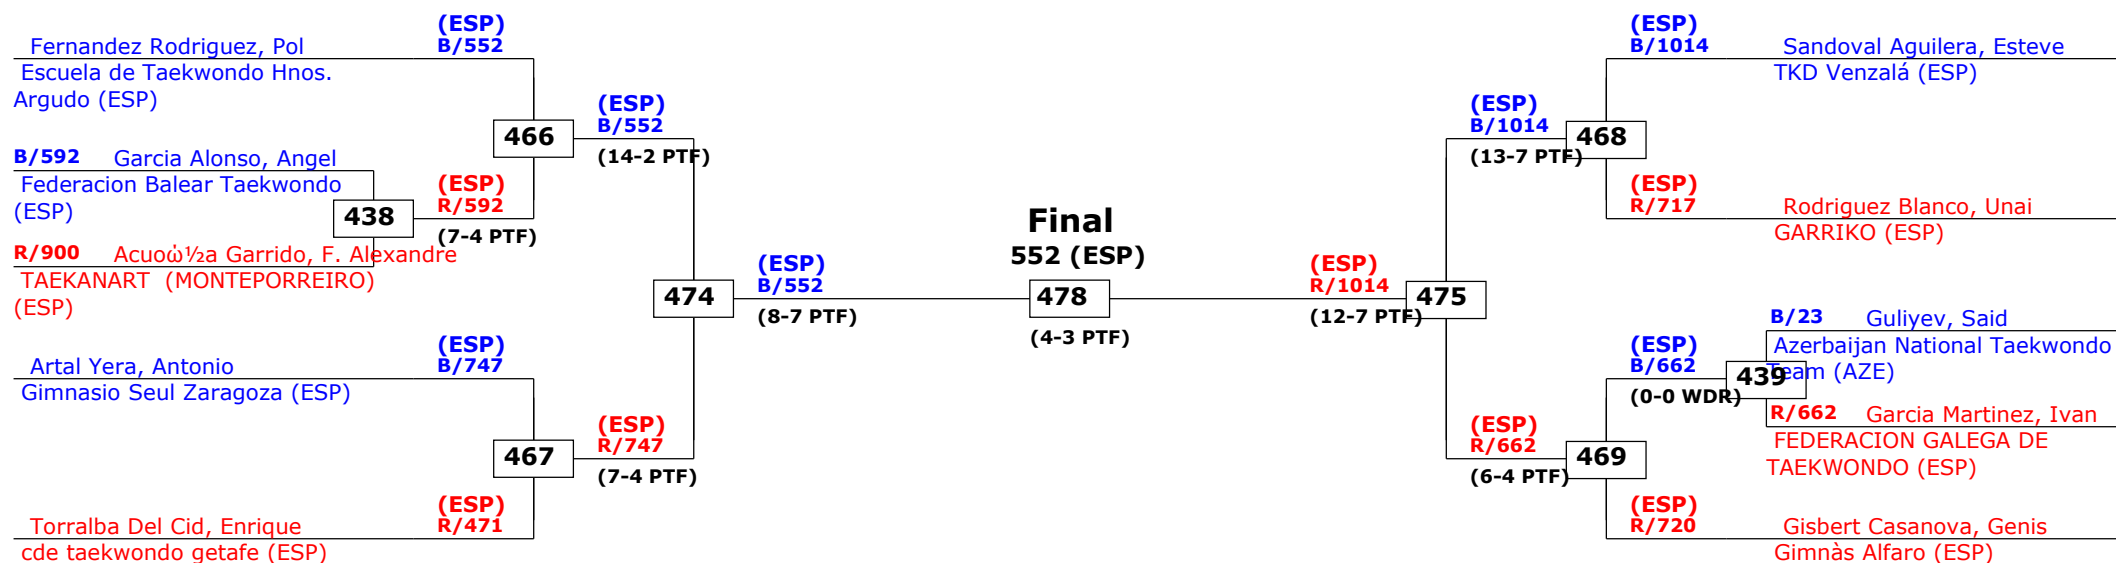 (ESP)
B/552
Fernandez Rodriguez, Pol
Escuela de Taekwondo Hnos.
Argudo (ESP)
466
(ESP)
B/552
(14-2 PTF)
B/592 Garcia Alonso, Angel
Federacion Balear Taekwondo
(ESP)
438
(ESP)
R/592
(7-4 PTF)
R/900 Acuoώ½a Garrido, F. Alexandre
TAEKANART (MONTEPORREIRO)
(ESP)
474
(ESP)
B/552
(8-7 PTF)
(ESP)
B/747
Artal Yera, Antonio
Gimnasio Seul Zaragoza (ESP)
467
(ESP)
R/747
(7-4 PTF)
(ESP)
R/471
Torralba Del Cid, Enrique
cde taekwondo getafe (ESP)
Final
552 (ESP)
478
(4-3 PTF)
(ESP)
R/1014
(12-7 PTF)
475
(ESP)
B/1014
(13-7 PTF)
468
(ESP)
B/1014
Sandoval Aguilera, Esteve
TKD Venzalá (ESP)
(ESP)
R/717
Rodriguez Blanco, Unai
GARRIKO (ESP)
B/23 Guliyev, Said
Azerbaijan National Taekwondo
Team (AZE)
439
(ESP)
B/662
(0-0 WDR)
R/662 Garcia Martinez, Ivan
FEDERACION GALEGA DE
TAEKWONDO (ESP)
(ESP)
R/662
(6-4 PTF)
469
(ESP)
R/720
Gisbert Casanova, Genis
Gimnàs Alfaro (ESP)